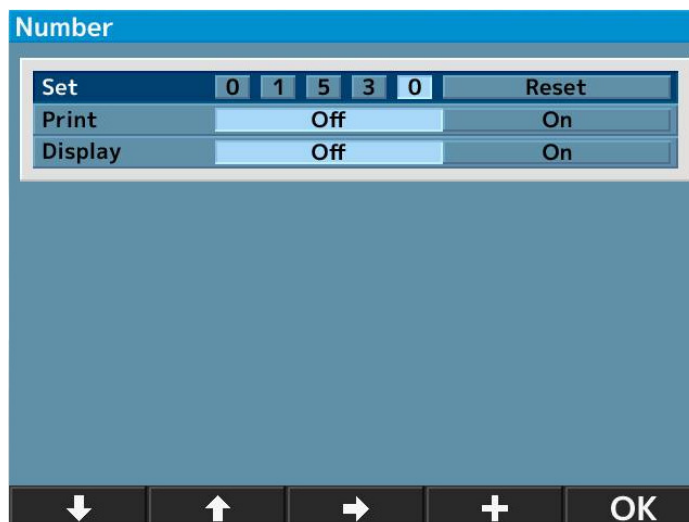 Number
Set 0 1 5 3 0 Reset
Print Off On
Display Off On
OK